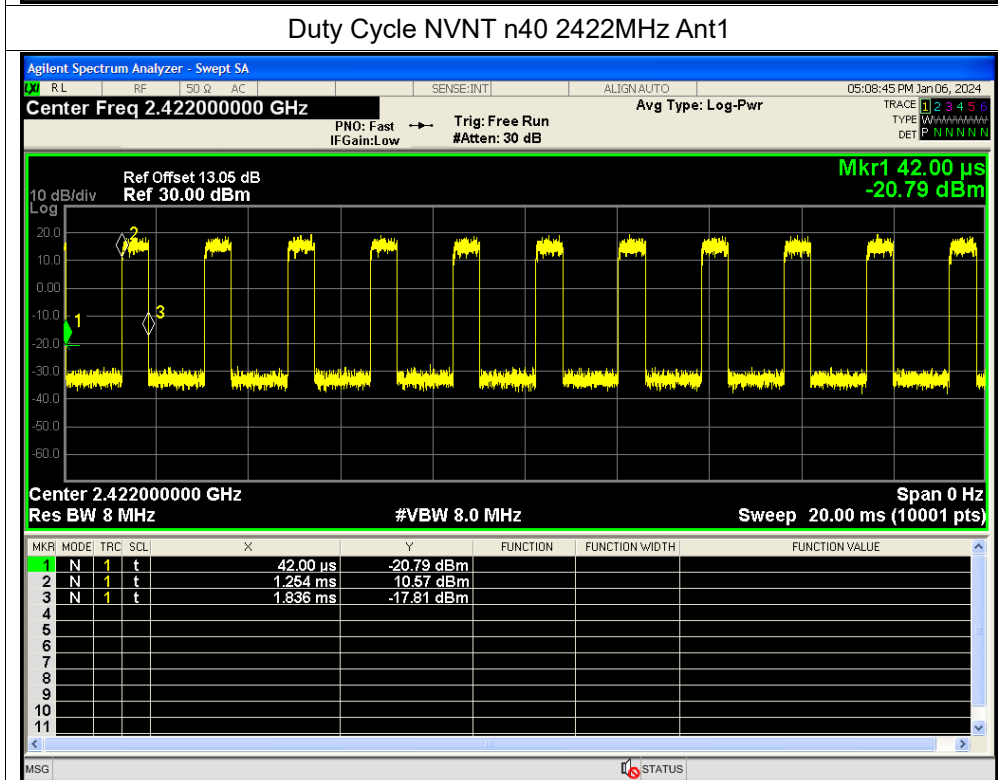 Duty Cycle NVNT n40 2422MHz Ant1
Agilent Spectrum Analyzer - Swept SA
LXI RL RF 50 Ω AC SENSE:INT ALIGNAUTO 05:08:45 PM Jan 06, 2024
Center Freq 2.422000000 GHz Avg Type: Log-Pwr TRACE 1 2 3 4 5 6
PNO: Fast Trig: Free Run TYPE WWWWWW
IFGain:Low #Atten: 30 dB DET P N N N N N
Mkr1 42.00 µs
-20.79 dBm
Ref Offset 13.05 dB
10 dB/div Ref 30.00 dBm
Log
20.0
10.0
0.00
-10.0
-20.0
-30.0
-40.0
-50.0
-60.0
1
2
3
Center 2.422000000 GHz Span 0 Hz
Res BW 8 MHz #VBW 8.0 MHz Sweep 20.00 ms (10001 pts)
MKR MODE TRC SCL X Y FUNCTION FUNCTION WIDTH FUNCTION VALUE
1 N 1 t 42.00 µs -20.79 dBm
2 N 1 t 1.254 ms 10.57 dBm
3 N 1 t 1.836 ms -17.81 dBm
4
5
6
7
8
9
10
11
MSG STATUS